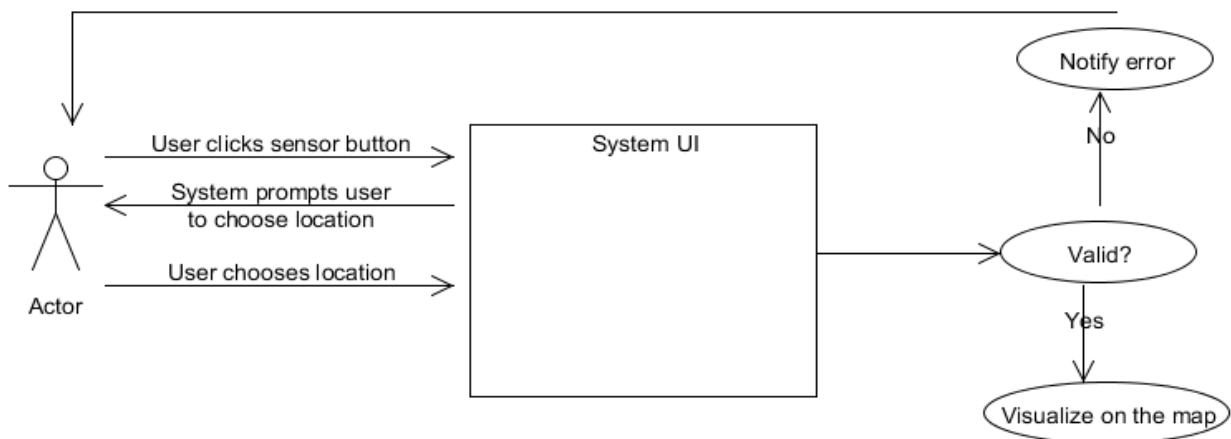 Notify error
User clicks sensor button
System UI
No
System prompts user
to choose location
Valid?
User chooses location
Actor
Yes
Visualize on the map